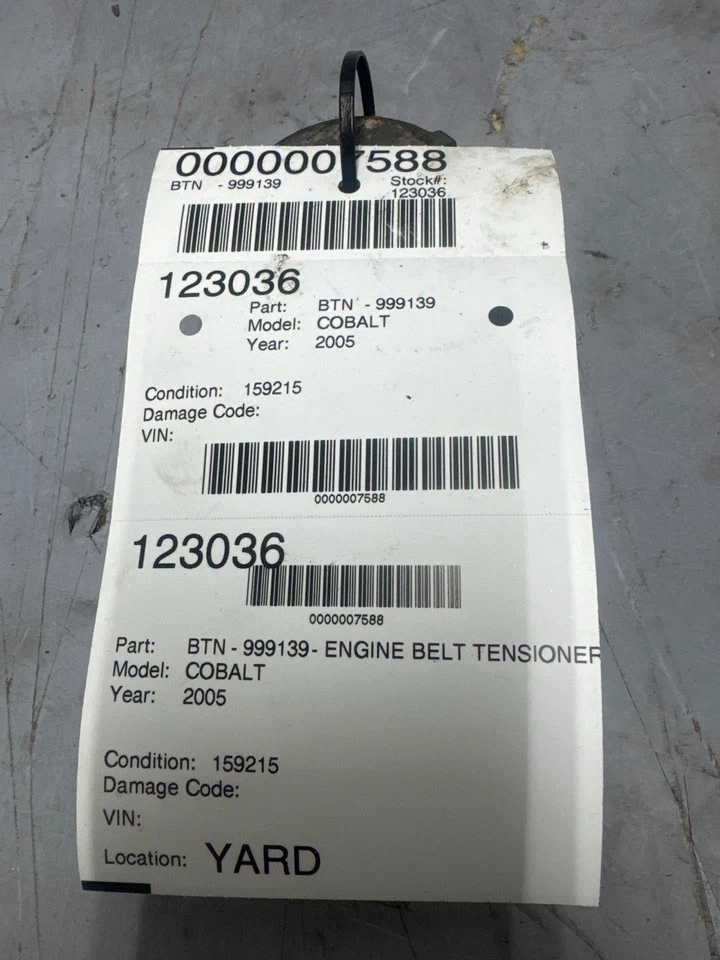 0000007588
BTN - 999139 Stock#:
123036
123036
Part: BTN - 999139
Model: COBALT
Year: 2005
Condition: 159215
Damage Code:
VIN:
0000007588
123036
0000007588
Part: BTN - 999139- ENGINE BELT TENSIONER
Model: COBALT
Year: 2005
Condition: 159215
Damage Code:
VIN:
Location: YARD